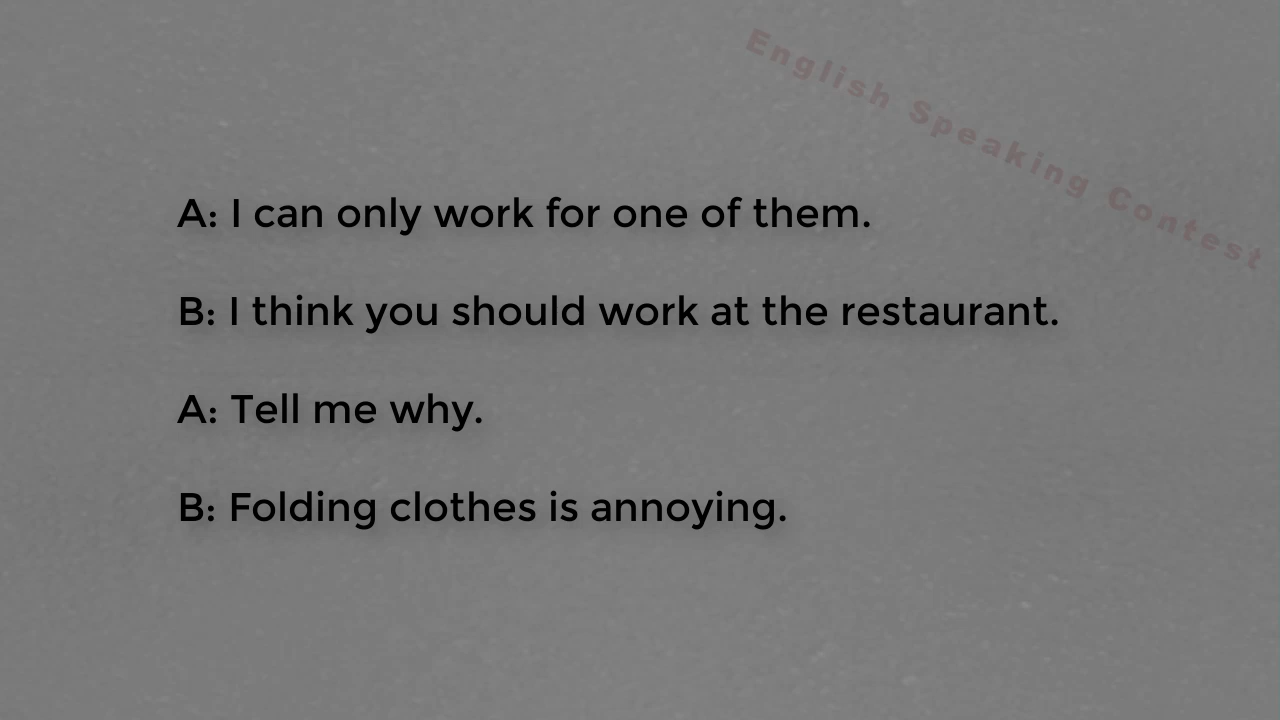 English Speaking Contest
A: I can only work for one of them.
B: I think you should work at the restaurant.
A: Tell me why.
B: Folding clothes is annoying.